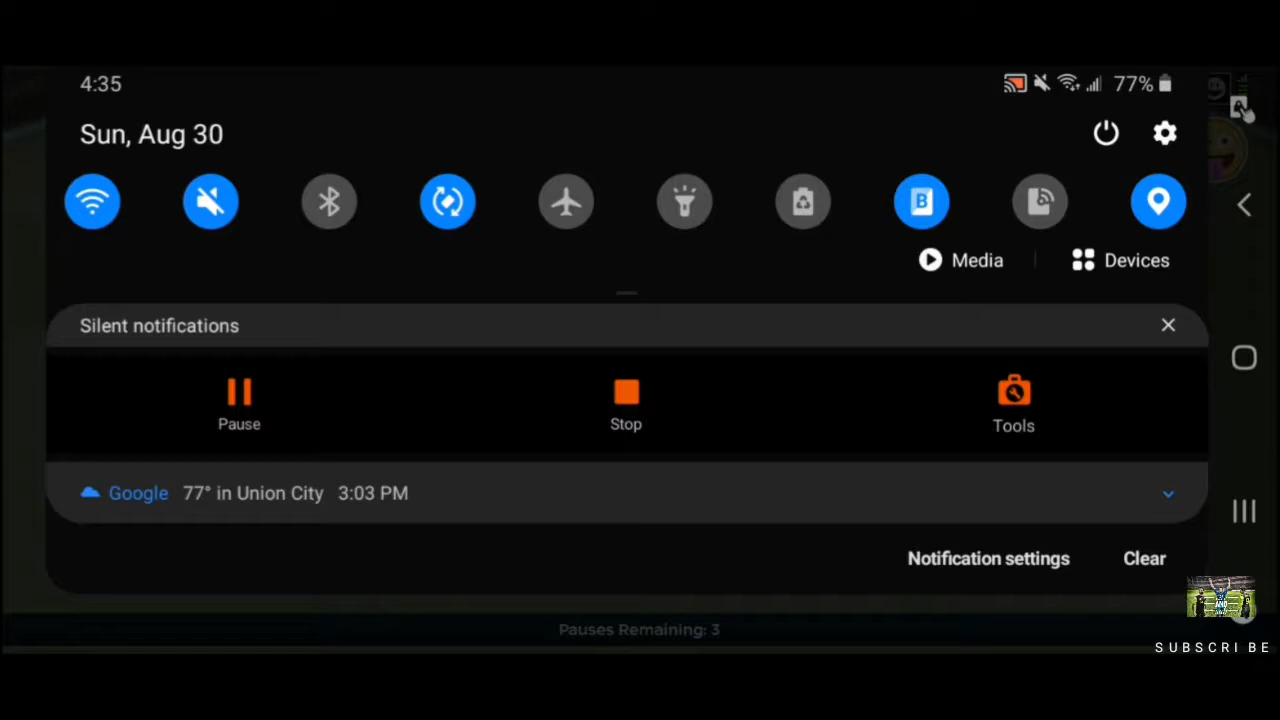 4:35
77%
Sun, Aug 30
B
Media
Devices
Silent notifications
Pause
Stop
Tools
Google 77° in Union City 3:03 PM
Notification settings
Clear
AND
Pauses Remaining: 3
SUBSCRIBE